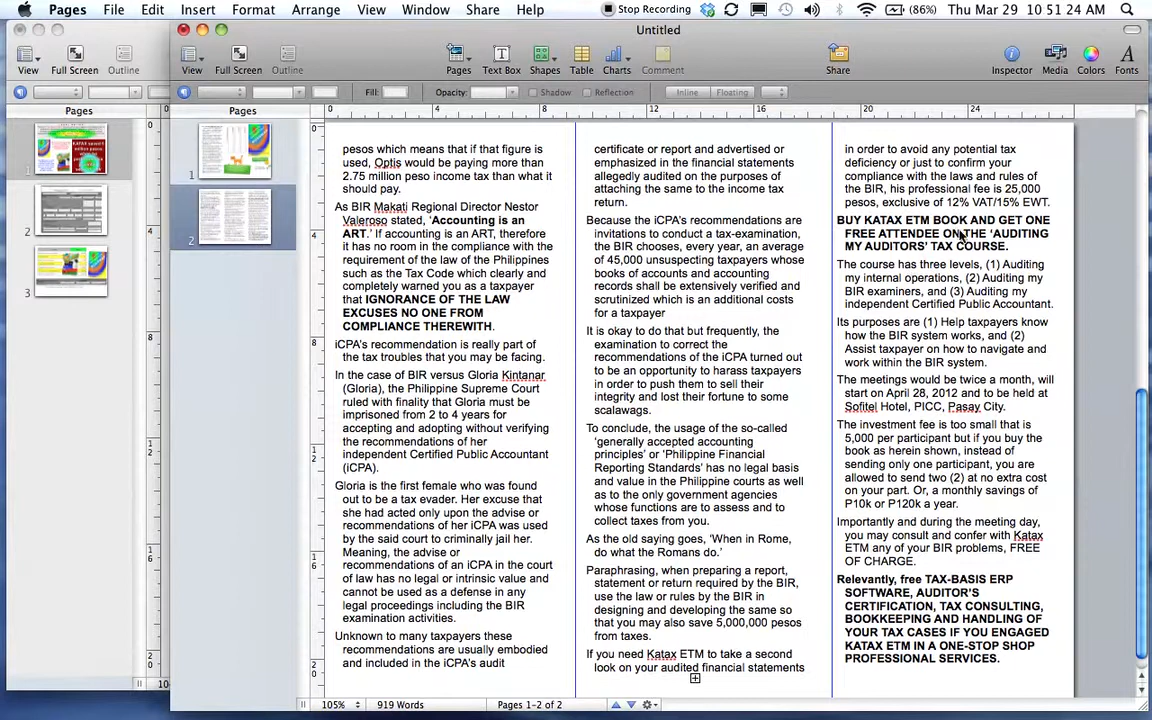 Pages File Edit Insert Format Arrange View Window Share Help Stop Recording (86%) Thu Mar 29 10 51 24 AM
Untitled
View Full Screen Outline
View Full Screen Outline Pages Text Box Shapes Table Charts Comment Share Inspector Media Colors Fonts
Fill: Opacity: Shadow Reflection Inline Floating
Pages
Pages
0 4 8 12 16 20 24
1
2
3
1
2
pesos which means that if that figure is
used, Optis would be paying more than
2.75 million peso income tax than what it
should pay.
As BIR Makati Regional Director Nestor
Valeroso stated, 'Accounting is an
ART.' If accounting is an ART, therefore
it has no room in the compliance with the
requirement of the law of the Philippines
such as the Tax Code which clearly and
completely warned you as a taxpayer
that IGNORANCE OF THE LAW
EXCUSES NO ONE FROM
COMPLIANCE THEREWITH.
iCPA's recommendation is really part of
the tax troubles that you may be facing.
In the case of BIR versus Gloria Kintanar
(Gloria), the Philippine Supreme Court
ruled with finality that Gloria must be
imprisoned from 2 to 4 years for
accepting and adopting without verifying
the recommendations of her
independent Certified Public Accountant
(iCPA).
Gloria is the first female who was found
out to be a tax evader. Her excuse that
she had acted only upon the advise or
recommendations of her iCPA was used
by the said court to criminally jail her.
Meaning, the advise or
recommendations of an iCPA in the court
of law has no legal or intrinsic value and
cannot be used as a defense in any
legal proceedings including the BIR
examination activities.
Unknown to many taxpayers these
recommendations are usually embodied
and included in the iCPA's audit
certificate or report and advertised or
emphasized in the financial statements
allegedly audited on the purposes of
attaching the same to the income tax
return.
Because the iCPA's recommendations are
invitations to conduct a tax-examination,
the BIR chooses, every year, an average
of 45,000 unsuspecting taxpayers whose
books of accounts and accounting
records shall be extensively verified and
scrutinized which is an additional costs
for a taxpayer
It is okay to do that but frequently, the
examination to correct the
recommendations of the iCPA turned out
to be an opportunity to harass taxpayers
in order to push them to sell their
integrity and lost their fortune to some
scalawags.
To conclude, the usage of the so-called
'generally accepted accounting
principles' or 'Philippine Financial
Reporting Standards' has no legal basis
and value in the Philippine courts as well
as to the only government agencies
whose functions are to assess and to
collect taxes from you.
As the old saying goes, 'When in Rome,
do what the Romans do.'
Paraphrasing, when preparing a report,
statement or return required by the BIR,
use the law or rules by the BIR in
designing and developing the same so
that you may also save 5,000,000 pesos
from taxes.
If you need Katax ETM to take a second
look on your audited financial statements
in order to avoid any potential tax
deficiency or just to confirm your
compliance with the laws and rules of
the BIR, his professional fee is 25,000
pesos, exclusive of 12% VAT/15% EWT.
BUY KATAX ETM BOOK AND GET ONE
FREE ATTENDEE ON THE 'AUDITING
MY AUDITORS' TAX COURSE.
The course has three levels, (1) Auditing
my internal operations, (2) Auditing my
BIR examiners, and (3) Auditing my
independent Certified Public Accountant.
Its purposes are (1) Help taxpayers know
how the BIR system works, and (2)
Assist taxpayer on how to navigate and
work within the BIR system.
The meetings would be twice a month, will
start on April 28, 2012 and to be held at
Sofitel Hotel, PICC, Pasay City.
The investment fee is too small that is
5,000 per participant but if you buy the
book as herein shown, instead of
sending only one participant, you are
allowed to send two (2) at no extra cost
on your part. Or, a monthly savings of
P10k or P120k a year.
Importantly and during the meeting day,
you may consult and confer with Katax
ETM any of your BIR problems, FREE
OF CHARGE.
Relevantly, free TAX-BASIS ERP
SOFTWARE, AUDITOR'S
CERTIFICATION, TAX CONSULTING,
BOOKKEEPING AND HANDLING OF
YOUR TAX CASES IF YOU ENGAGED
KATAX ETM IN A ONE-STOP SHOP
PROFESSIONAL SERVICES.
105% 919 Words Pages 1-2 of 2